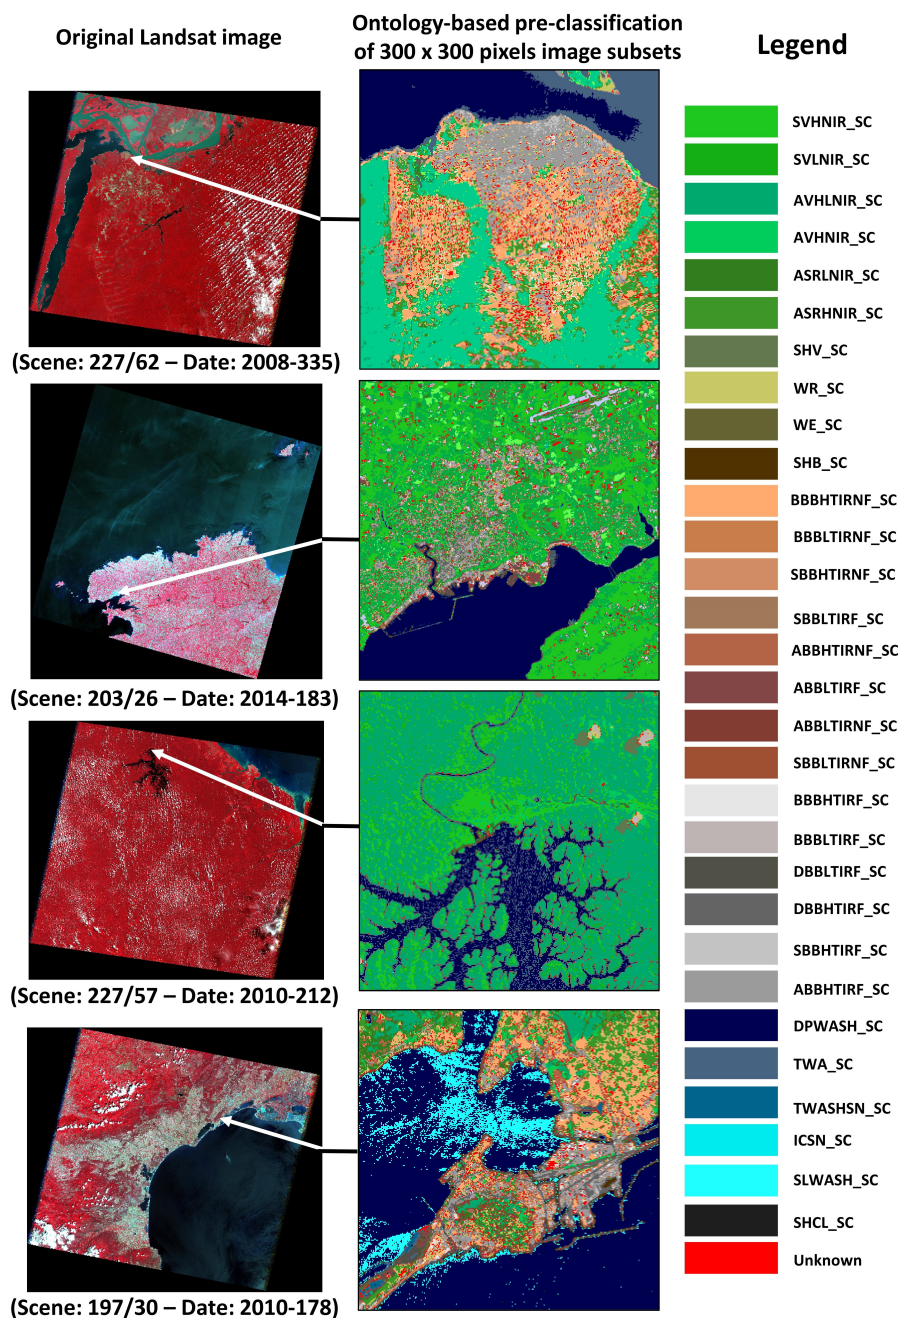 Original Landsat image
Ontology-based pre-classification
of 300 x 300 pixels image subsets
Legend
(Scene: 227/62 – Date: 2008-335)
(Scene: 203/26 – Date: 2014-183)
(Scene: 227/57 – Date: 2010-212)
(Scene: 197/30 – Date: 2010-178)
SVHNIR_SC
SVLNIR_SC
AVHLNIR_SC
AVHNIR_SC
ASRLNIR_SC
ASRHNIR_SC
SHV_SC
WR_SC
WE_SC
SHB_SC
BBBHTIRNF_SC
BBBLTIRNF_SC
SBBHTIRNF_SC
SBBLTIRF_SC
ABBHTIRNF_SC
ABBLTIRF_SC
ABBLTIRNF_SC
SBBLTIRNF_SC
BBBHTIRF_SC
BBBLTIRF_SC
DBBLTIRF_SC
DBBHTIRF_SC
SBBHTIRF_SC
ABBHTIRF_SC
DPWASH_SC
TWA_SC
TWASHSN_SC
ICSN_SC
SLWASH_SC
SHCL_SC
Unknown